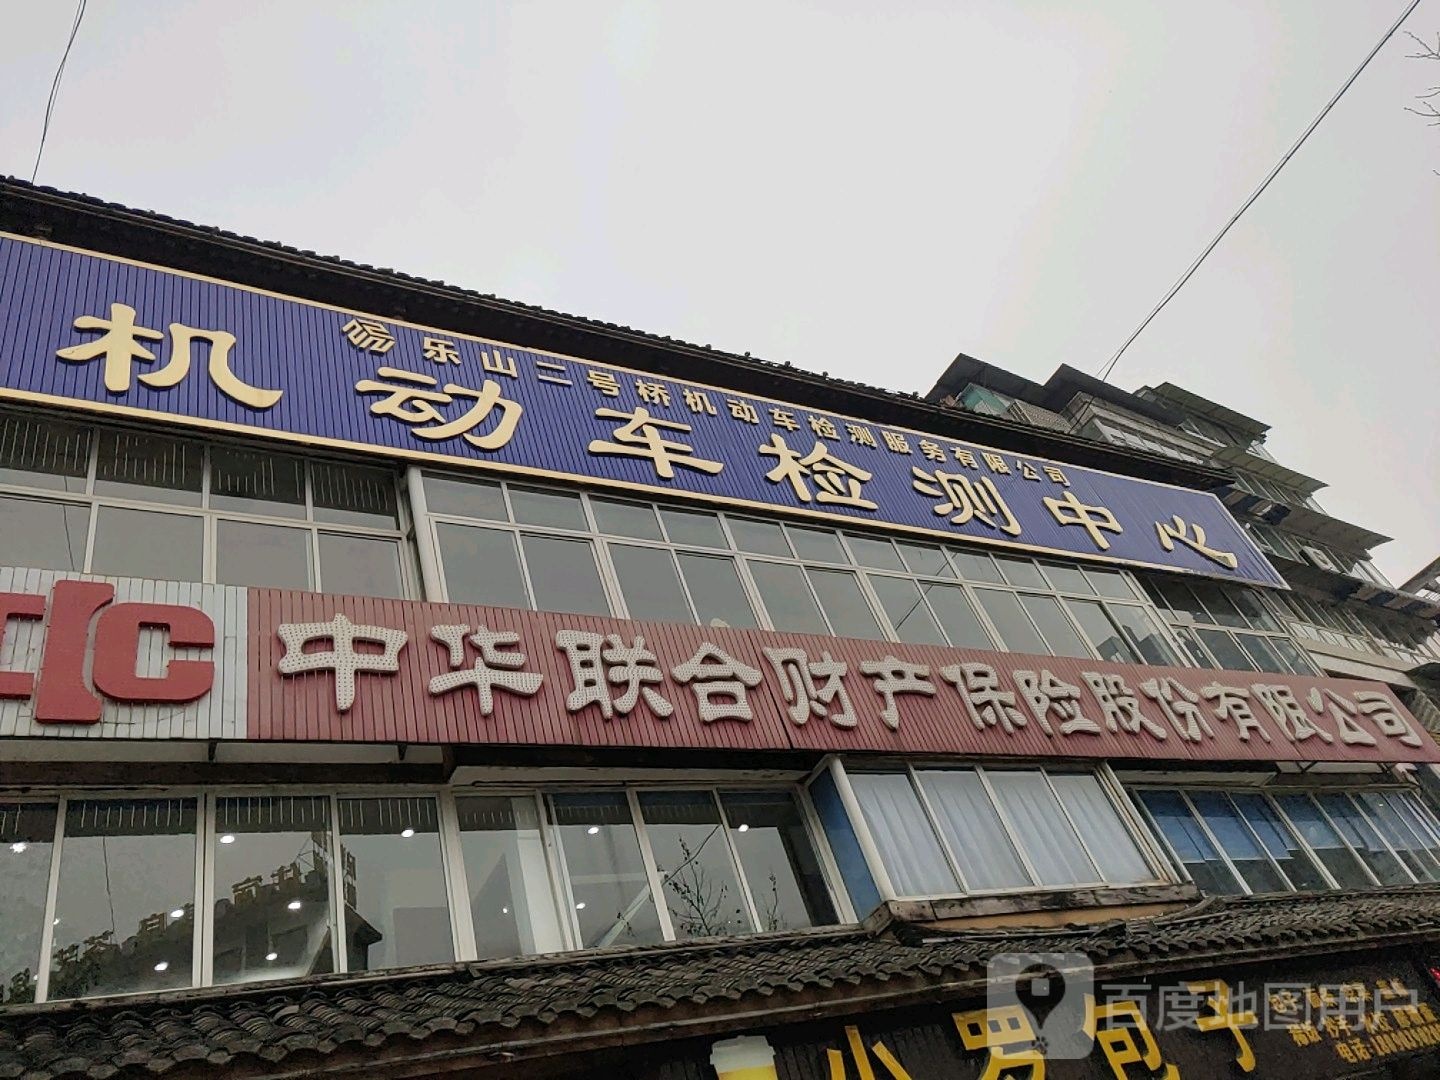 乐山二号桥机动车检测服务有限公司
机动车检测中心
中华联合财产保险股份有限公司
小罗包子
电话:
百度地图用户